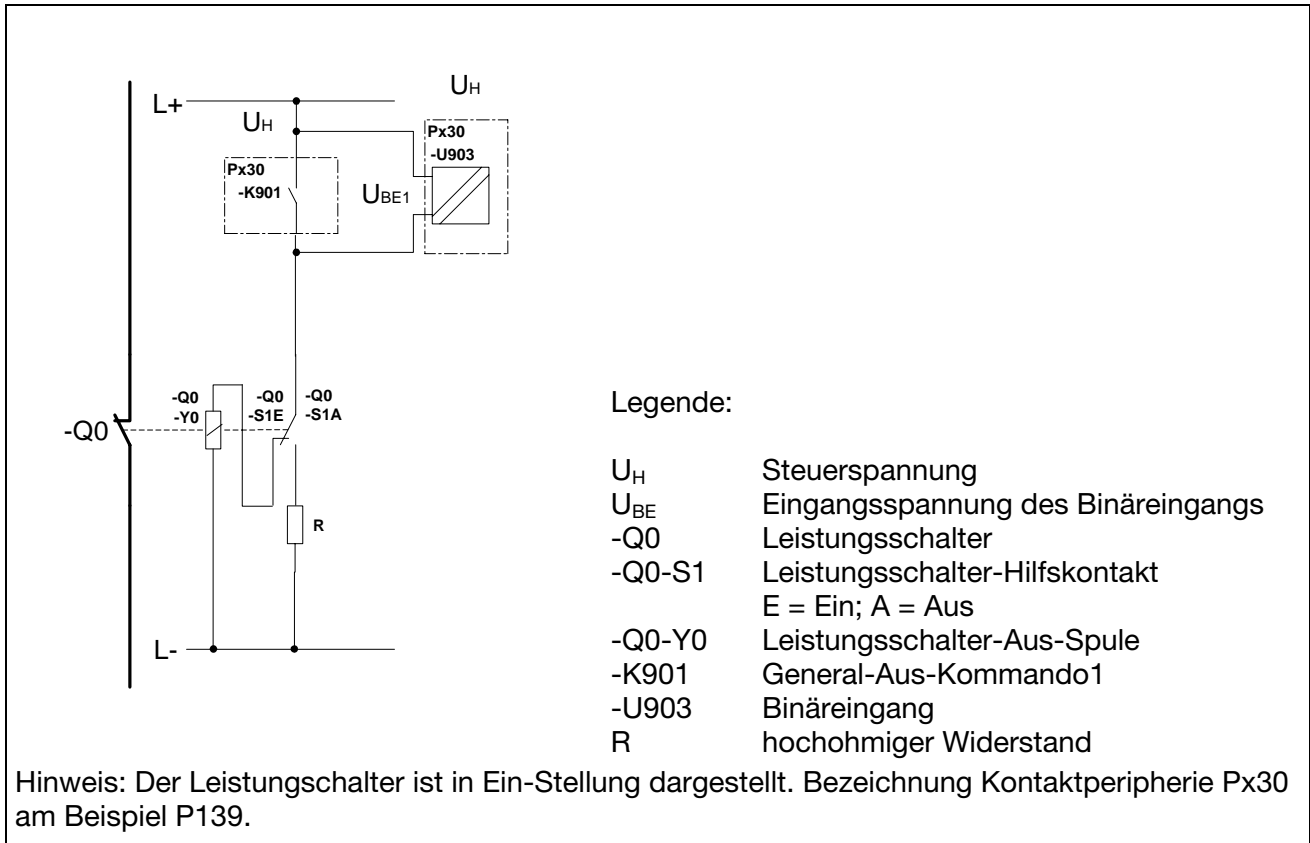 L+
UH
UH
Px30
-K901
UBE1
Px30
-U903
-Q0
-Q0
-Y0
-Q0
-S1E
-Q0
-S1A
R
L-
Legende:
UH Steuerspannung
UBE Eingangsspannung des Binäreingangs
-Q0 Leistungsschalter
-Q0-S1 Leistungsschalter-Hilfskontakt
E = Ein; A = Aus
-Q0-Y0 Leistungsschalter-Aus-Spule
-K901 General-Aus-Kommando1
-U903 Binäreingang
R hochohmiger Widerstand
Hinweis: Der Leistungschalter ist in Ein-Stellung dargestellt. Bezeichnung Kontaktperipherie Px30
am Beispiel P139.